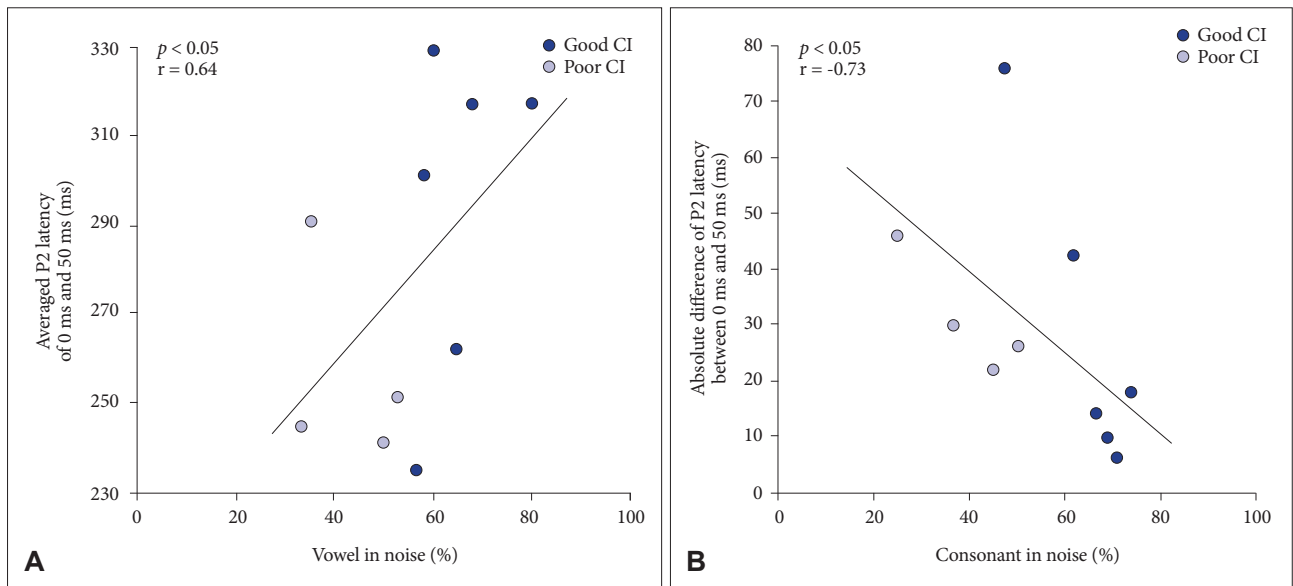 p < 0.05
r = 0.64
Good CI
Poor CI
330
310
290
270
250
230
Averaged P2 latency
of 0 ms and 50 ms (ms)
0 20 40 60 80 100
Vowel in noise (%)
A
p < 0.05
r = -0.73
Good CI
Poor CI
80
70
60
50
40
30
20
10
0
Absolute difference of P2 latency
between 0 ms and 50 ms (ms)
0 20 40 60 80 100
Consonant in noise (%)
B